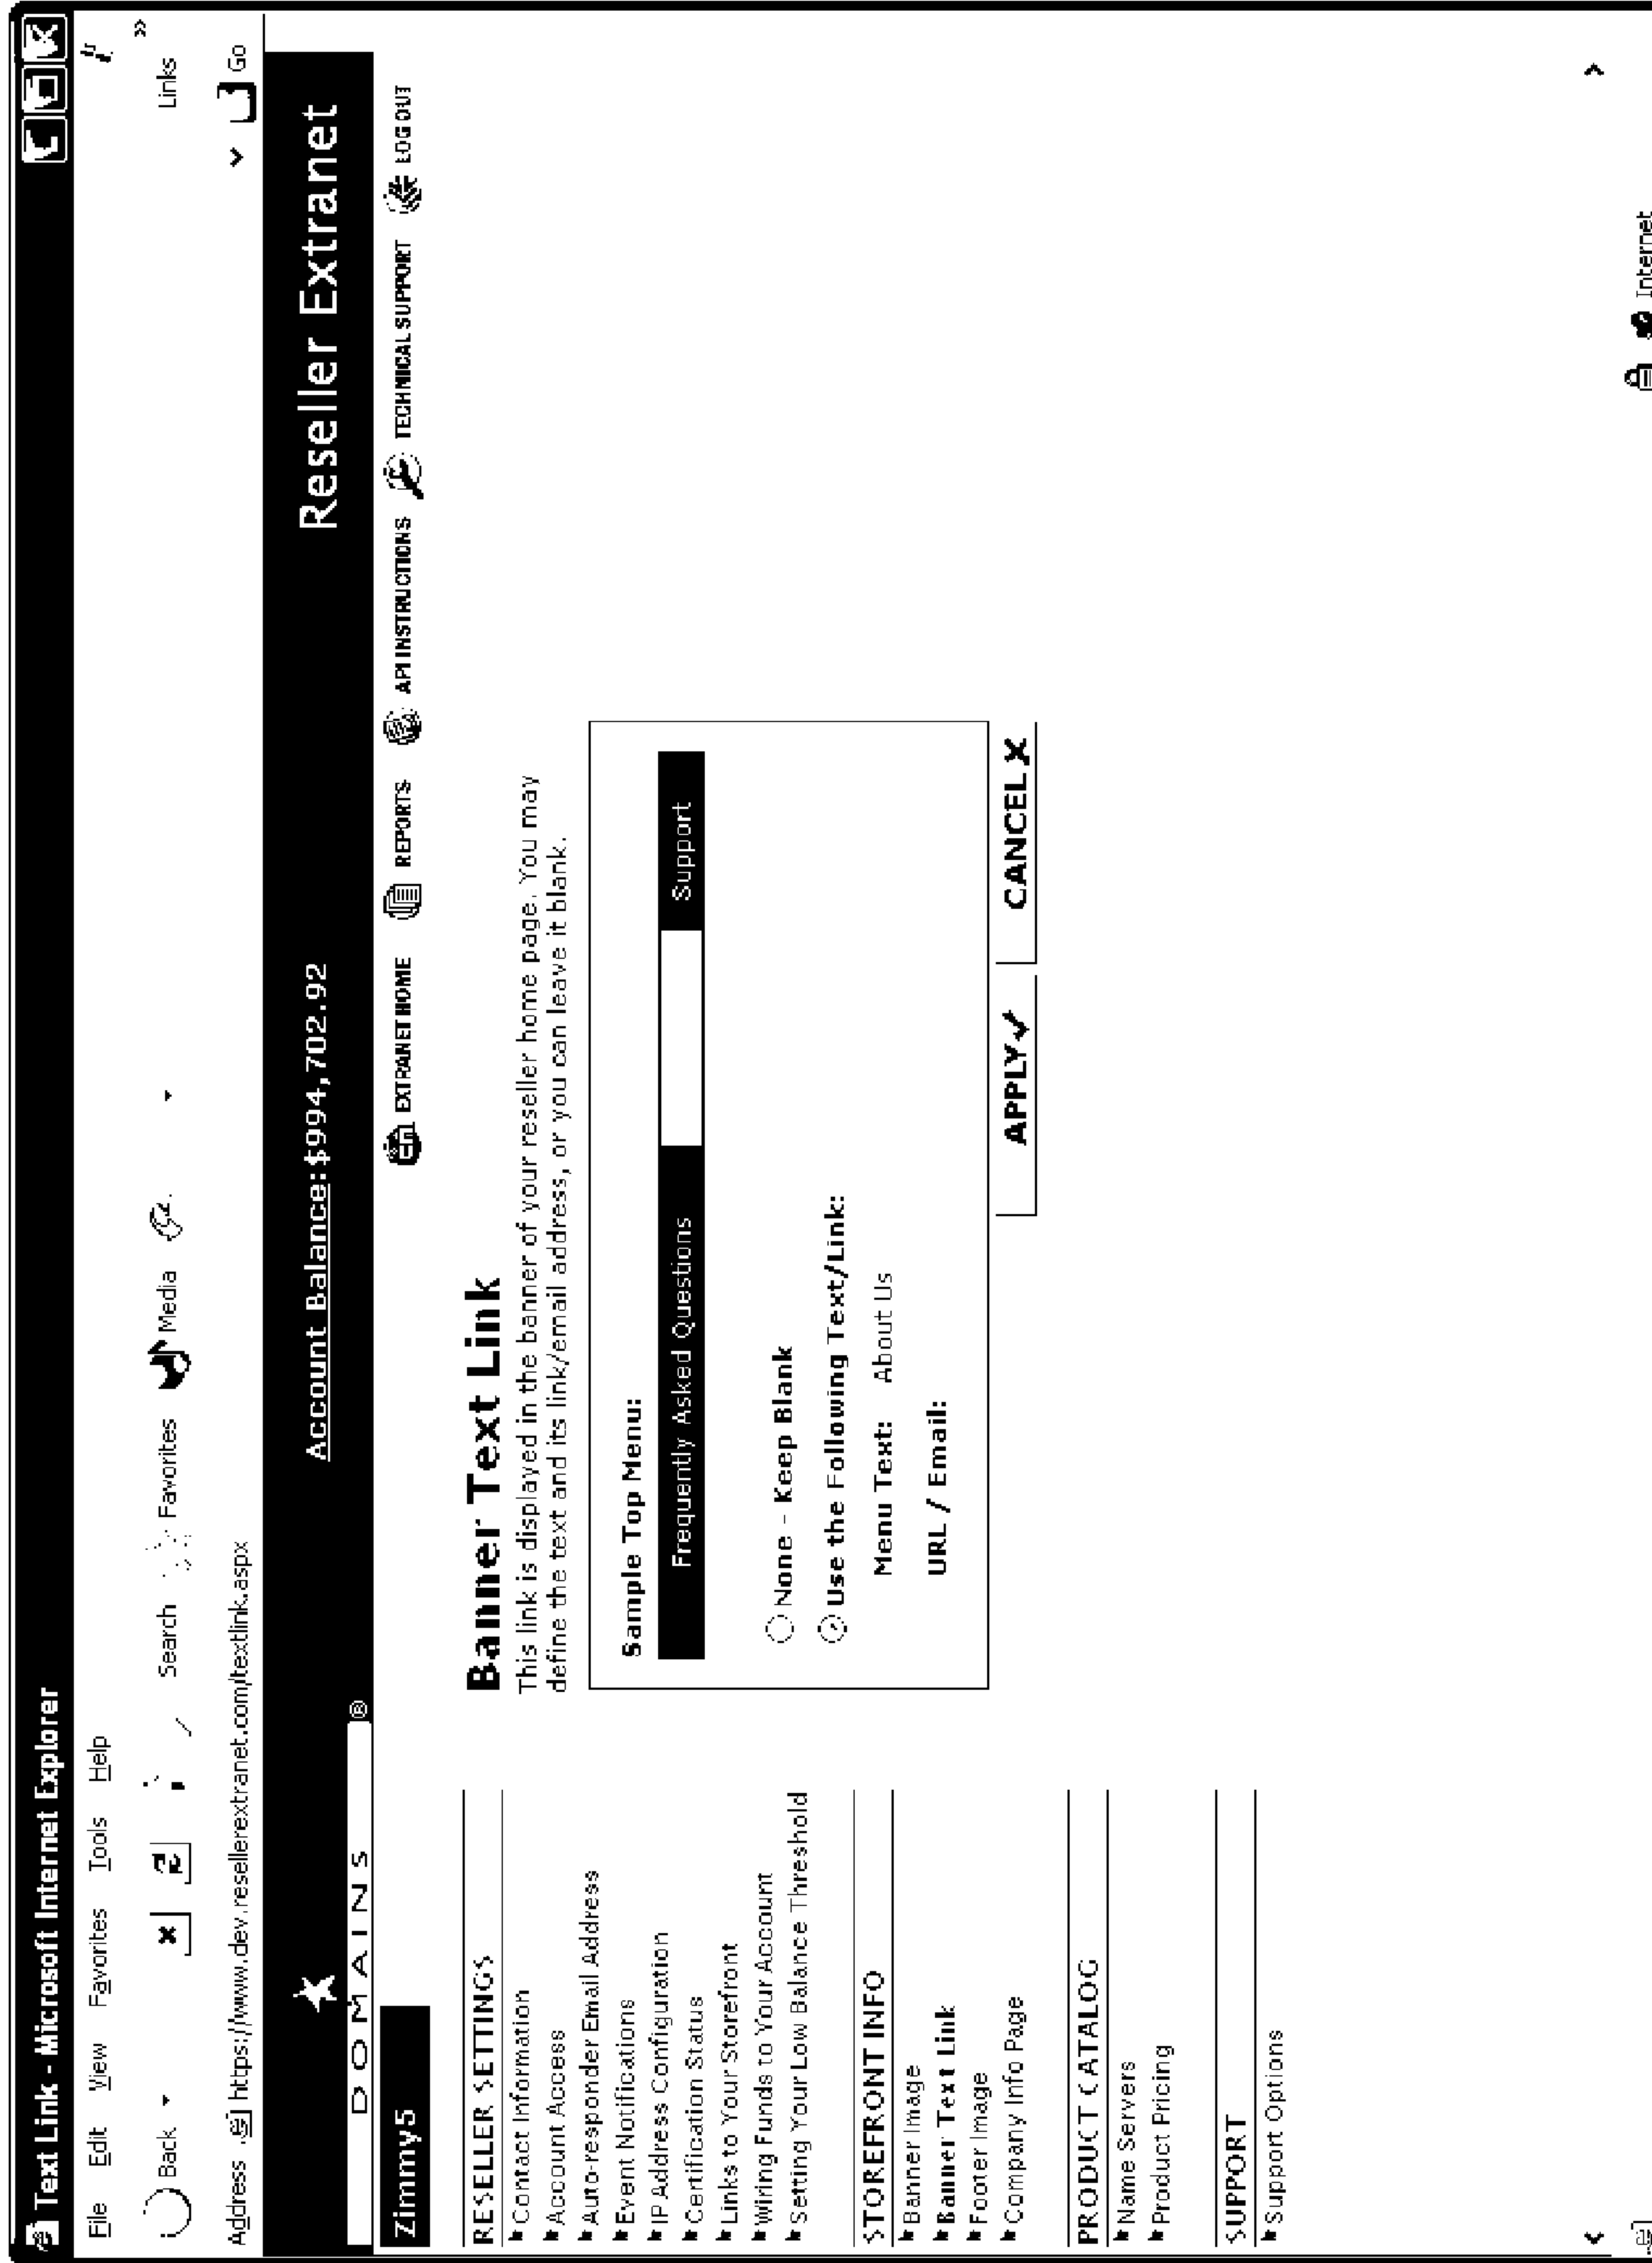 Text Link - Microsoft Internet Explorer
File Edit View Favorites Tools Help
Back Search Favorites Media Links »
Address https://www.dev.resellerextranet.com/textlink.aspx Go
DOMAINS® Account Balance:$994,702.92 Reseller Extranet
Zimmy5
EXTRANET HOME REPORTS API INSTRUCTIONS TECHNICAL SUPPORT LOG OUT
RESELLER SETTINGS
Contact Information
Account Access
Auto-responder Email Address
Event Notifications
IP Address Configuration
Certification Status
Links to Your Storefront
Wiring Funds to Your Account
Setting Your Low Balance Threshold
STOREFRONT INFO
Banner Image
Banner Text Link
Footer Image
Company Info Page
PRODUCT CATALOG
Name Servers
Product Pricing
SUPPORT
Support Options
Banner Text Link
This link is displayed in the banner of your reseller home page. You may
define the text and its link/email address, or you can leave it blank.
Sample Top Menu:
Frequently Asked Questions Support
None - Keep Blank
Use the Following Text/Link:
Menu Text: About Us
URL / Email:
APPLY CANCEL
Internet